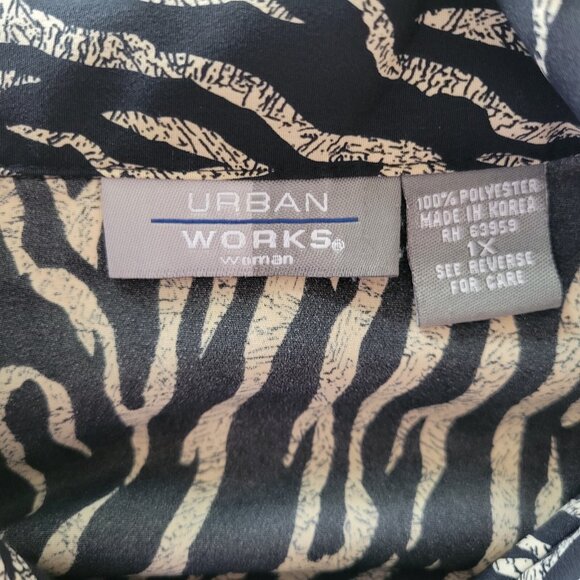 URBAN
WORKS®
woman
100% POLYESTER
MADE IN KOREA
RN 63959
1X
SEE REVERSE
FOR CARE